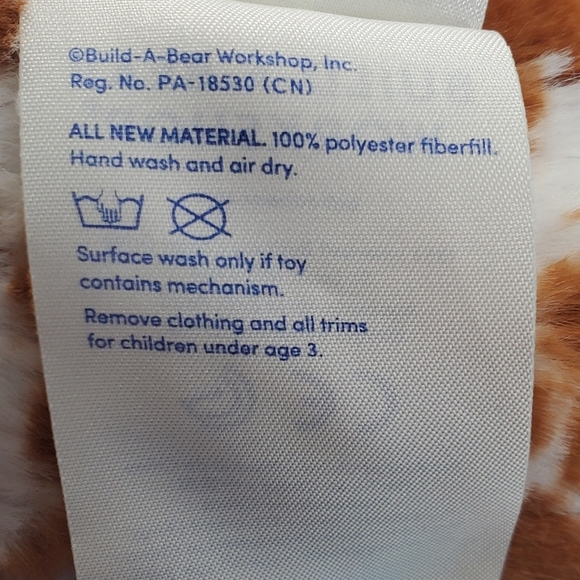 ©Build-A-Bear Workshop, Inc.
Reg. No. PA-18530 (CN)
ALL NEW MATERIAL. 100% polyester fiberfill.
Hand wash and air dry.
Surface wash only if toy
contains mechanism.
Remove clothing and all trims
for children under age 3.